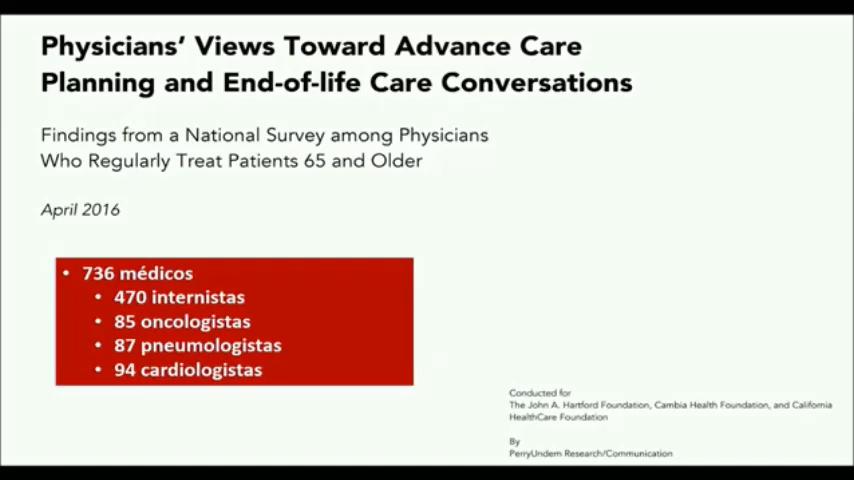 Physicians’ Views Toward Advance Care
Planning and End-of-life Care Conversations
Findings from a National Survey among Physicians
Who Regularly Treat Patients 65 and Older
April 2016
• 736 médicos
• 470 internistas
• 85 oncologistas
• 87 pneumologistas
• 94 cardiologistas
Conducted for
The John A. Hartford Foundation, Cambia Health Foundation, and California
HealthCare Foundation
By
PerryUndem Research/Communication